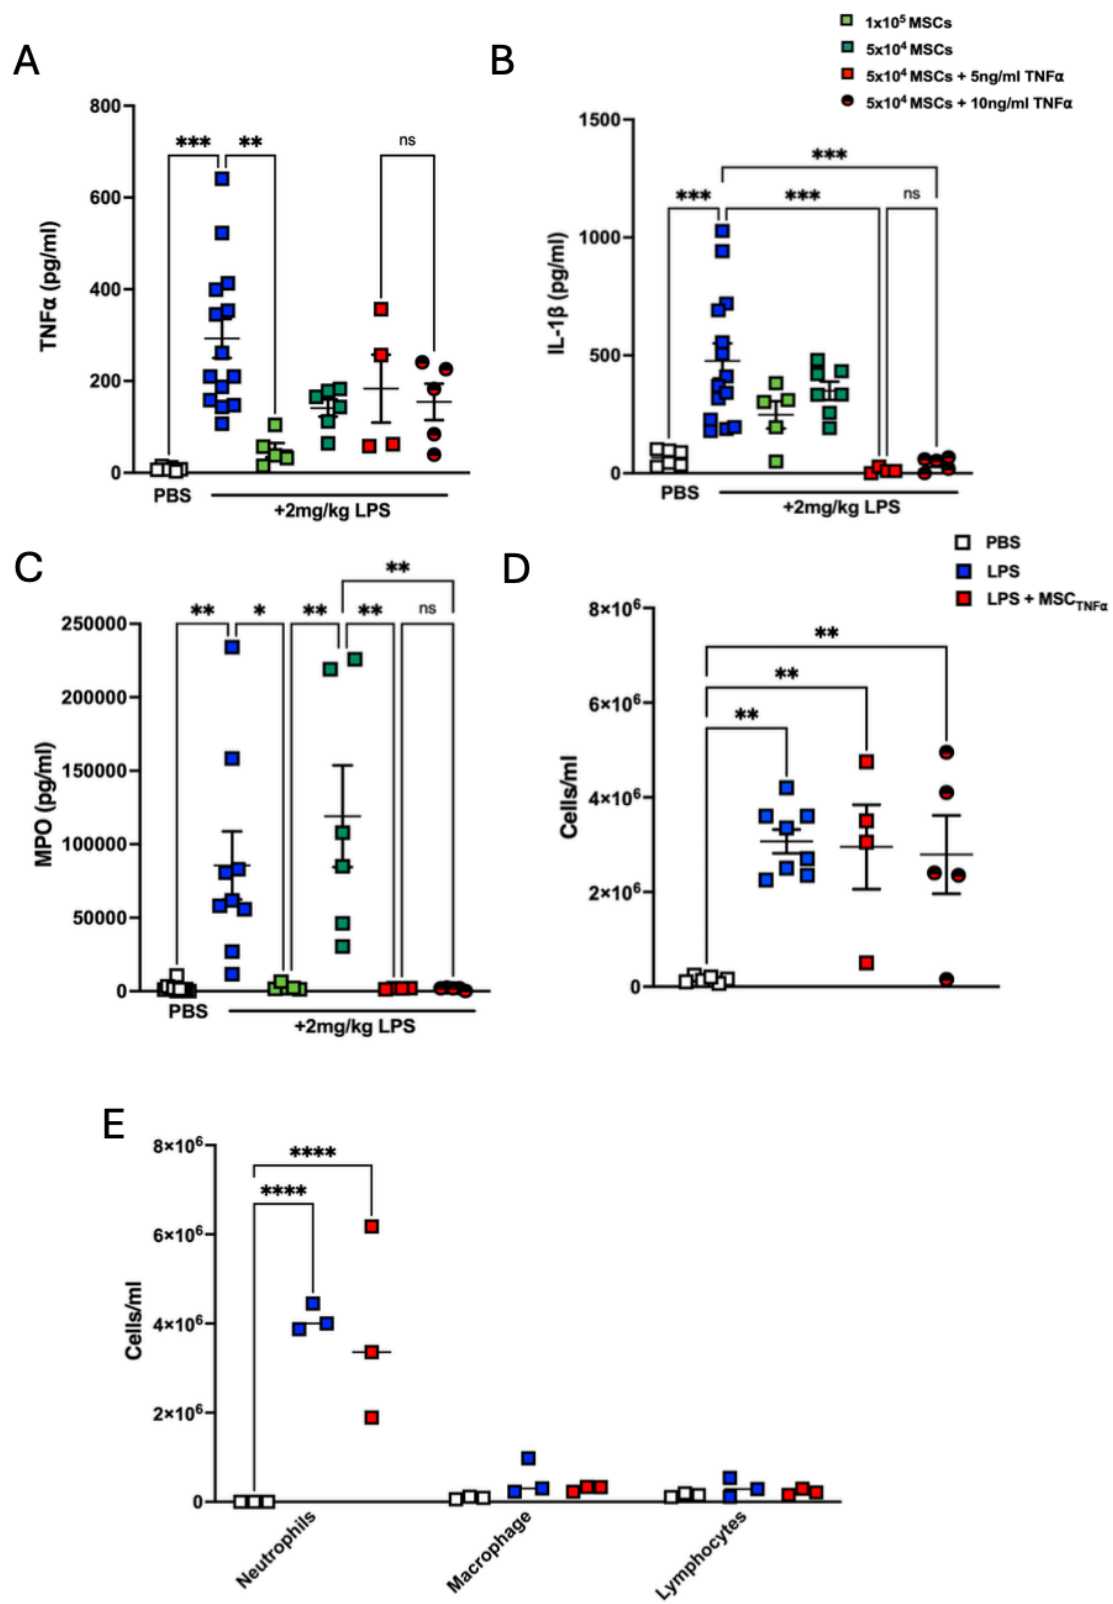 A
B
1x10⁵ MSCs
5x10⁴ MSCs
5x10⁴ MSCs + 5ng/ml TNFα
5x10⁴ MSCs + 10ng/ml TNFα
TNFα (pg/ml)
800
600
400
200
0
***
**
ns
PBS
+2mg/kg LPS
IL-1β (pg/ml)
1500
1000
500
0
***
***
***
ns
PBS
+2mg/kg LPS
C
D
PBS
LPS
LPS + MSC_TNFα
MPO (pg/ml)
250000
200000
150000
100000
50000
0
**
**
*
**
**
ns
PBS
+2mg/kg LPS
Cells/ml
8×10⁶
6×10⁶
4×10⁶
2×10⁶
0
**
**
**
E
Cells/ml
8×10⁶
6×10⁶
4×10⁶
2×10⁶
0
****
****
Neutrophils
Macrophage
Lymphocytes